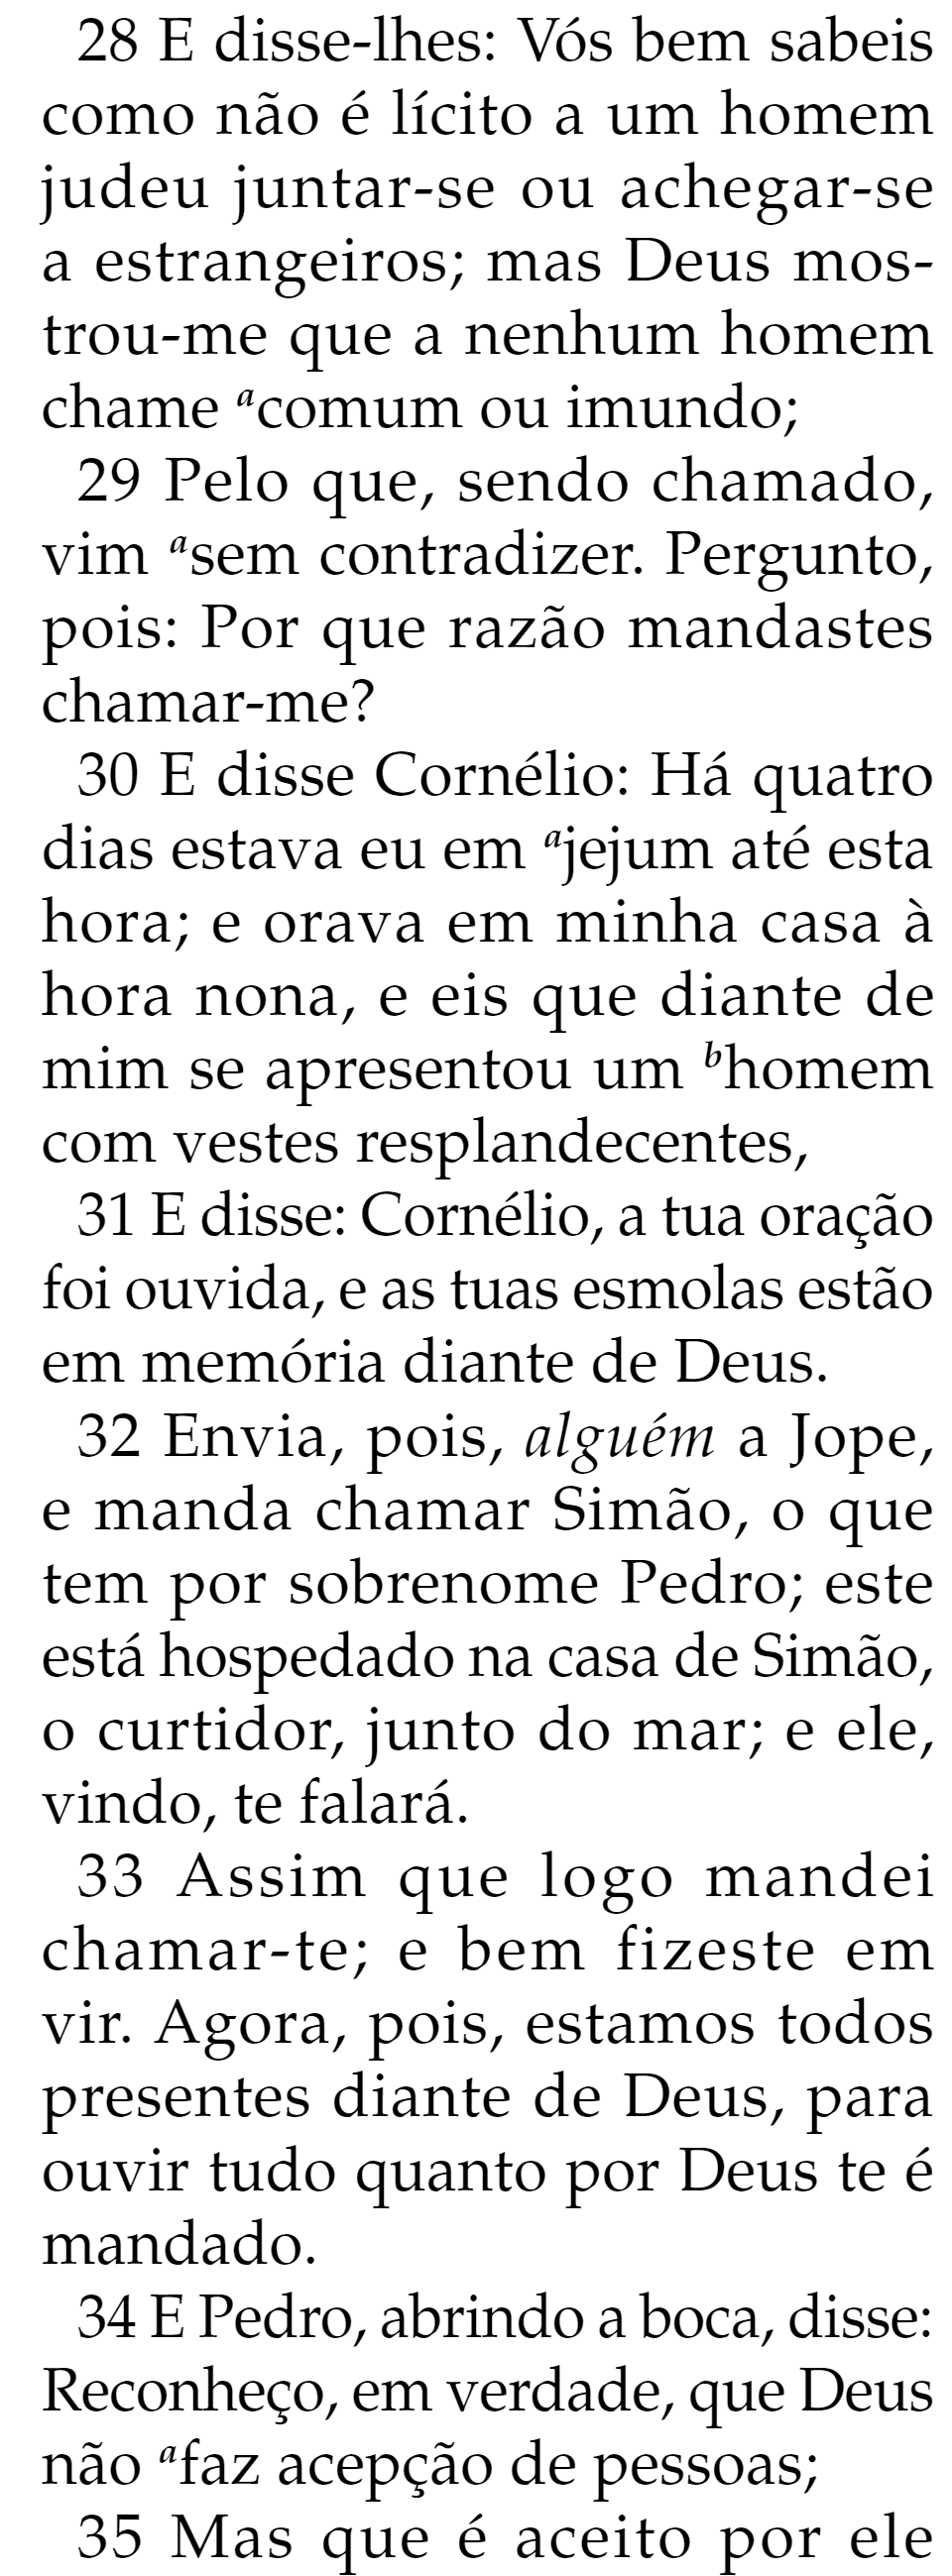 28 E disse-lhes: Vós bem sabeis
como não é lícito a um homem
judeu juntar-se ou achegar-se
a estrangeiros; mas Deus mos-
trou-me que a nenhum homem
chame ᵃcomum ou imundo;
29 Pelo que, sendo chamado,
vim ᵃsem contradizer. Pergunto,
pois: Por que razão mandastes
chamar-me?
30 E disse Cornélio: Há quatro
dias estava eu em ᵃjejum até esta
hora; e orava em minha casa à
hora nona, e eis que diante de
mim se apresentou um ᵇhomem
com vestes resplandecentes,
31 E disse: Cornélio, a tua oração
foi ouvida, e as tuas esmolas estão
em memória diante de Deus.
32 Envia, pois, alguém a Jope,
e manda chamar Simão, o que
tem por sobrenome Pedro; este
está hospedado na casa de Simão,
o curtidor, junto do mar; e ele,
vindo, te falará.
33 Assim que logo mandei
chamar-te; e bem fizeste em
vir. Agora, pois, estamos todos
presentes diante de Deus, para
ouvir tudo quanto por Deus te é
mandado.
34 E Pedro, abrindo a boca, disse:
Reconheço, em verdade, que Deus
não ᵃfaz acepção de pessoas;
35 Mas que é aceito por ele